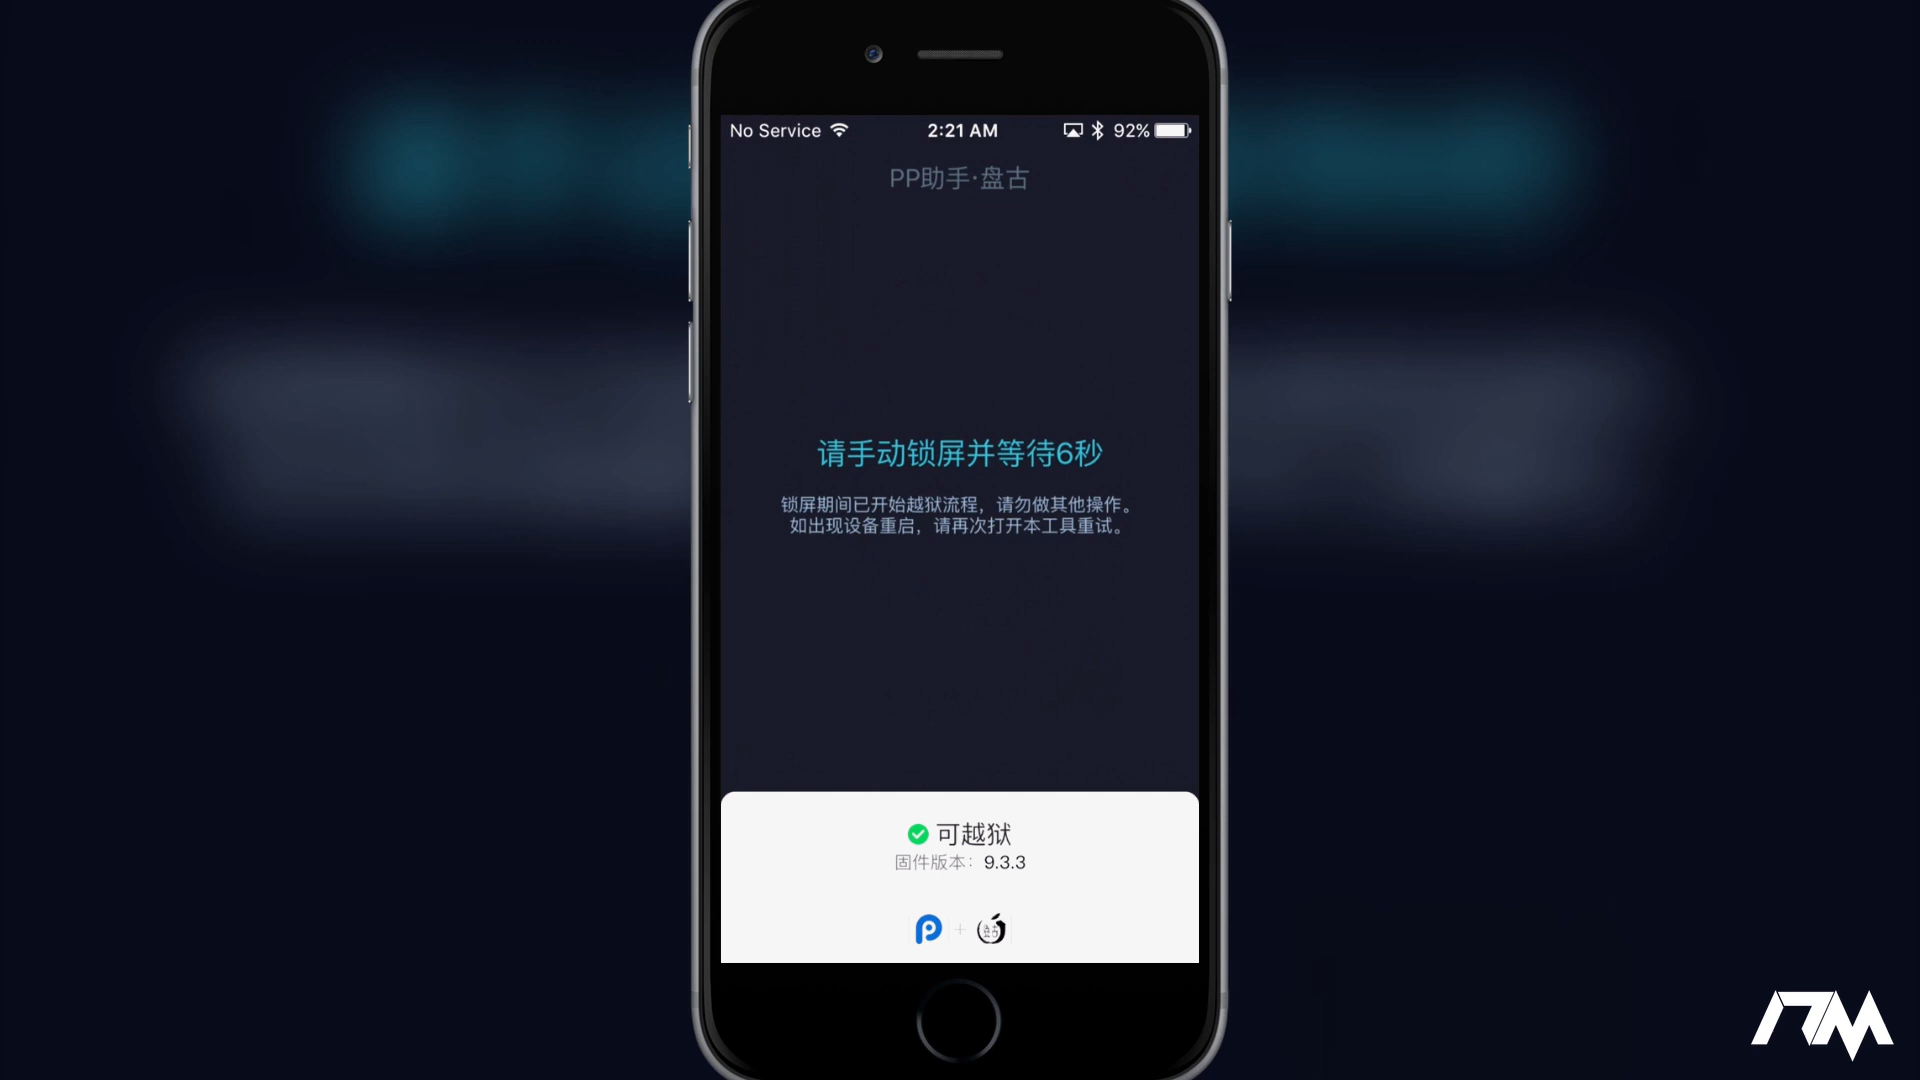 No Service 2:21 AM 92%
PP助手·盘古
请手动锁屏并等待6秒
锁屏期间已开始越狱流程，请勿做其他操作。
如出现设备重启，请再次打开本工具重试。
可越狱
固件版本：9.3.3
P + 盘古